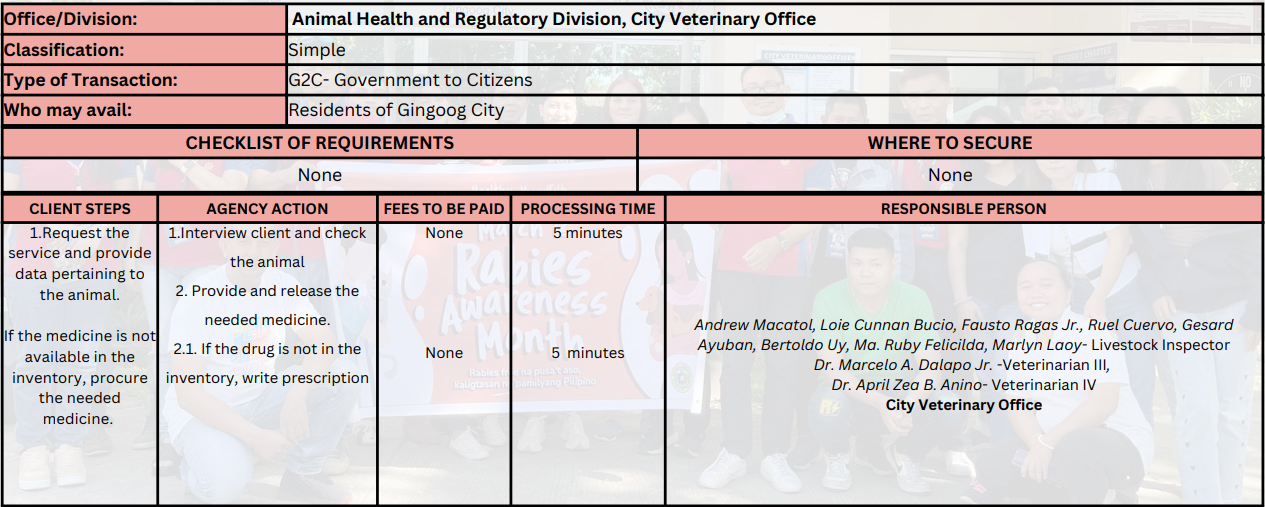 Office/Division: Animal Health and Regulatory Division, City Veterinary Office
Classification: Simple
Type of Transaction: G2C- Government to Citizens
Who may avail: Residents of Gingoog City
CHECKLIST OF REQUIREMENTS WHERE TO SECURE
None None
CLIENT STEPS AGENCY ACTION FEES TO BE PAID PROCESSING TIME RESPONSIBLE PERSON
1.Request the
service and provide
data pertaining to
the animal.
If the medicine is not
available in the
inventory, procure
the needed
medicine.
1.Interview client and check
the animal
2. Provide and release the
needed medicine.
2.1. If the drug is not in the
inventory, write prescription
None
None
5 minutes
5 minutes
Andrew Macatol, Loie Cunnan Bucio, Fausto Ragas Jr., Ruel Cuervo, Gesard
Ayuban, Bertoldo Uy, Ma. Ruby Felicilda, Marlyn Laoy- Livestock Inspector
Dr. Marcelo A. Dalapo Jr. -Veterinarian III,
Dr. April Zea B. Anino- Veterinarian IV
City Veterinary Office
March
Rabies
Awareness
Month
Rabies free na pusa't aso,
kaligtasan ng pamilyang Pilipino